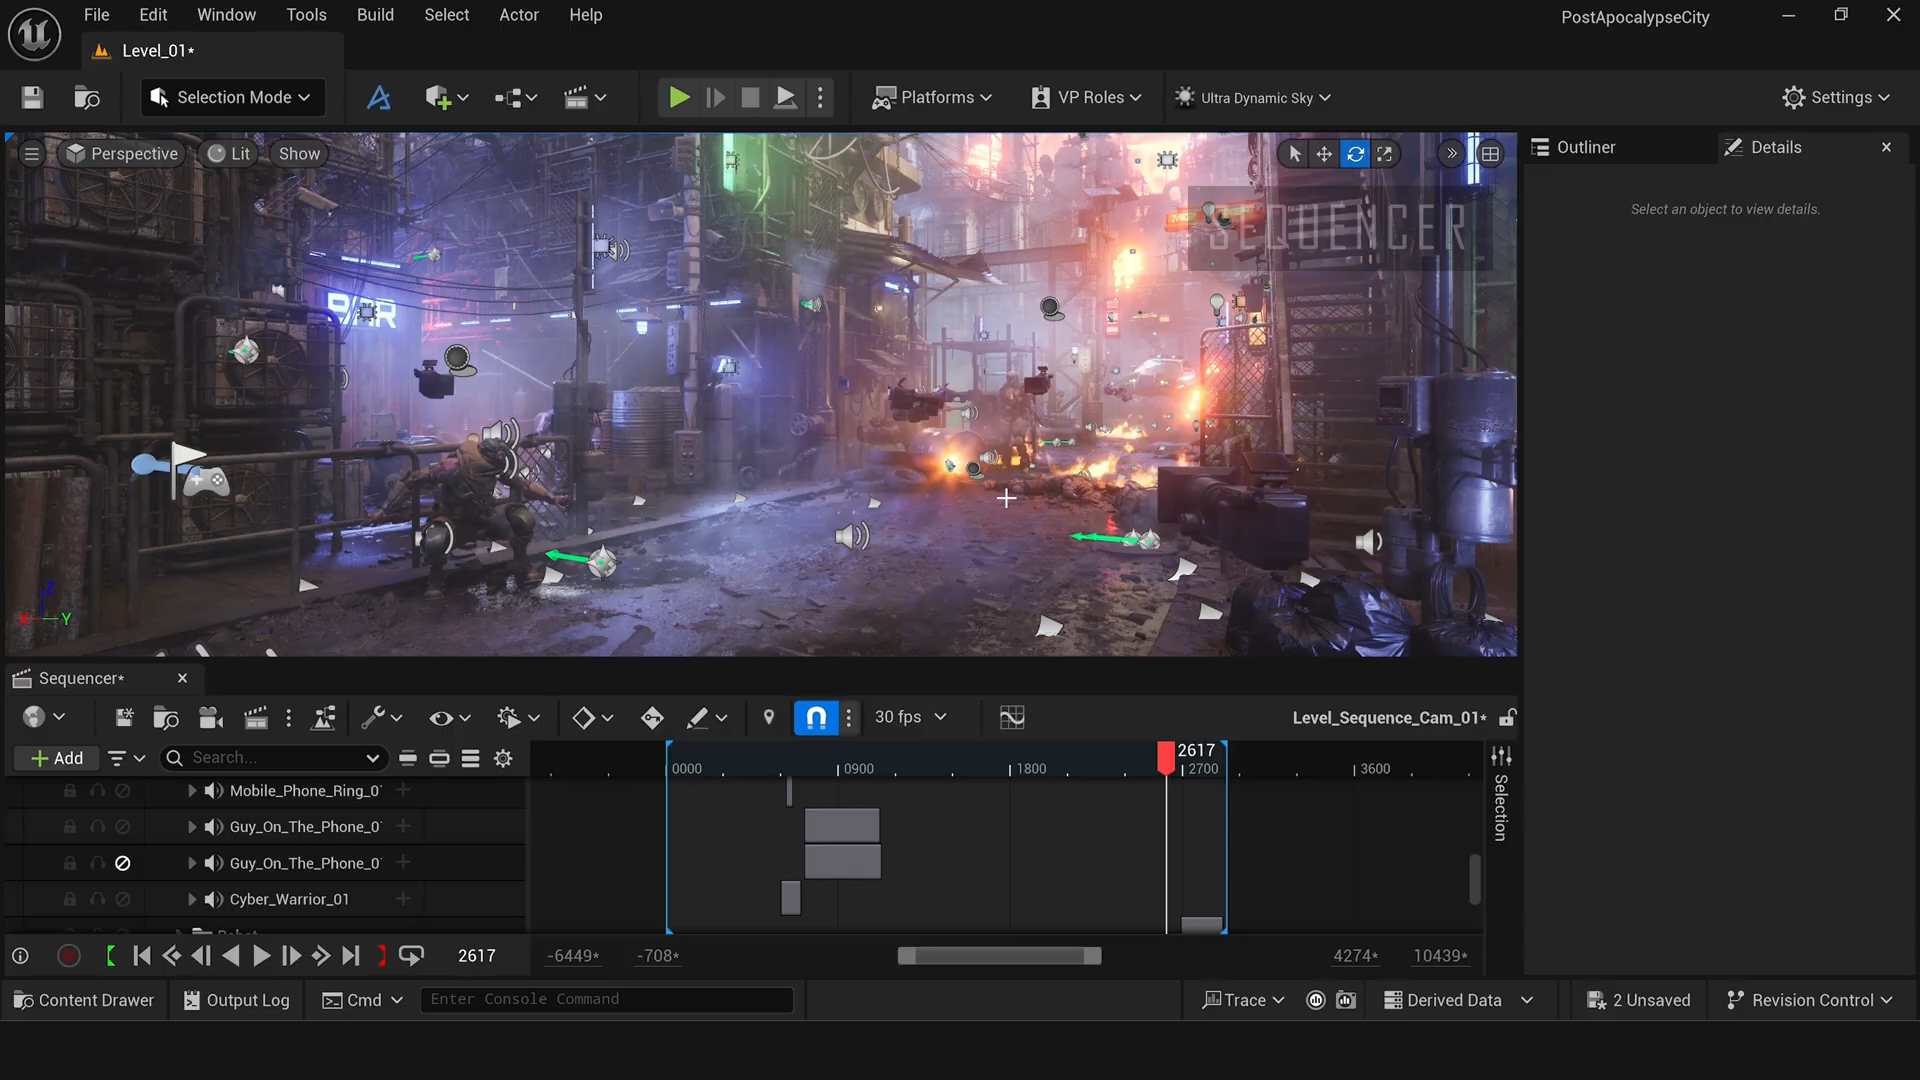 File Edit Window Tools Build Select Actor Help
PostApocalypseCity
Level_01*
Selection Mode
Platforms
VP Roles
Ultra Dynamic Sky
Settings
Perspective
Lit
Show
SEQUENCER
BAR
Z
X
Y
Outliner
Details
Select an object to view details.
Sequencer*
30 fps
Level_Sequence_Cam_01*
Add
Search...
0000
0900
1800
2617
2700
3600
Selection
Mobile_Phone_Ring_0
Guy_On_The_Phone_0
Guy_On_The_Phone_0
Cyber_Warrior_01
2617
-6449*
-708*
4274*
10439*
Content Drawer
Output Log
Cmd
Enter Console Command
Trace
Derived Data
2 Unsaved
Revision Control